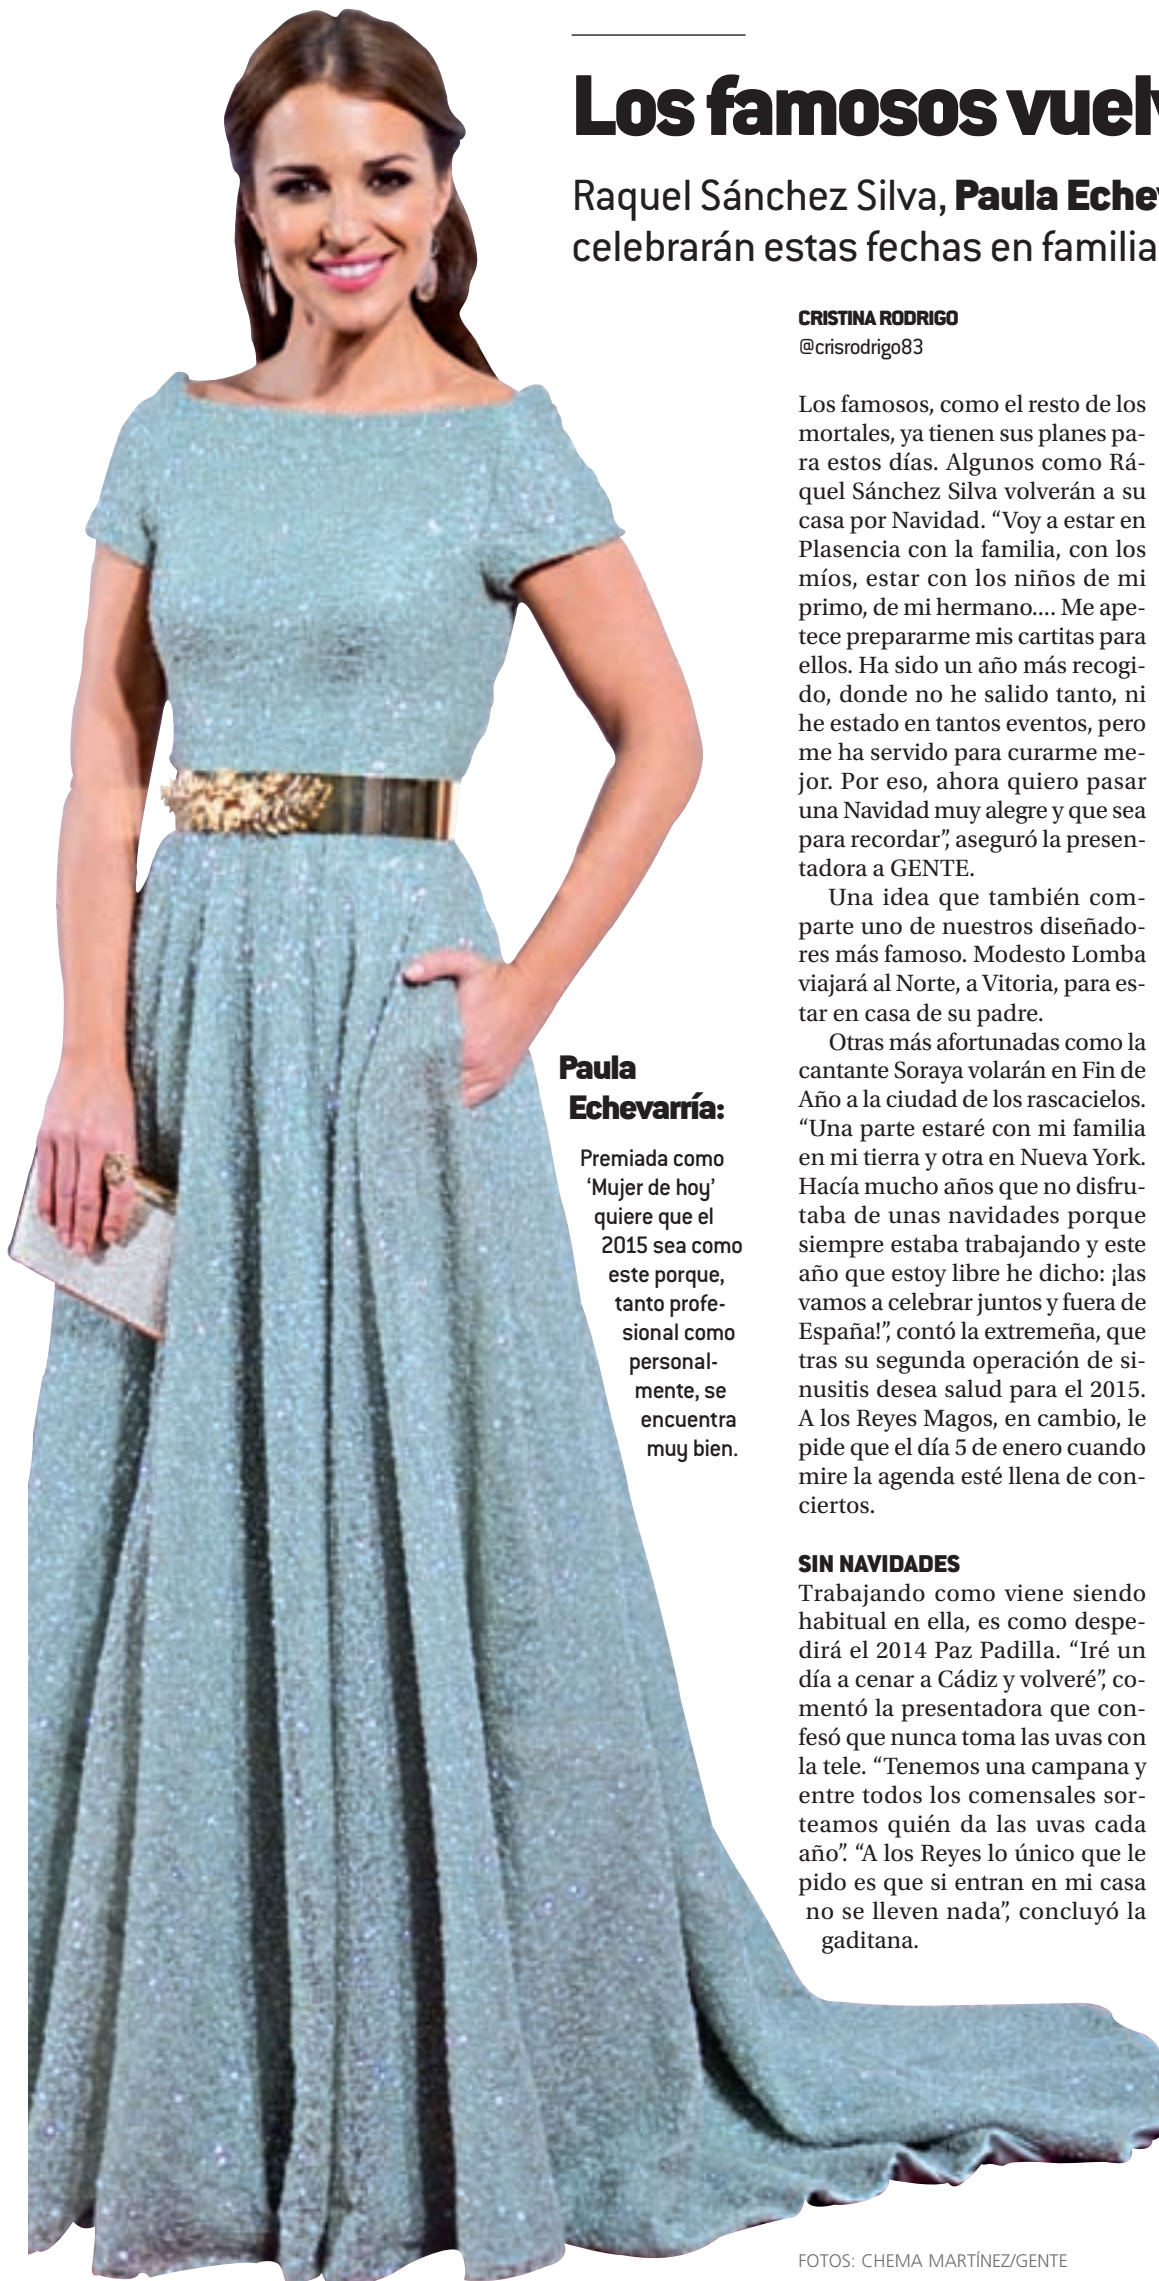 Los famosos vuel
Raquel Sánchez Silva, Paula Eche
celebrarán estas fechas en familia
CRISTINA RODRIGO
@crisrodrigo83
Los famosos, como el resto de los
mortales, ya tienen sus planes pa-
ra estos días. Algunos como Rá-
quel Sánchez Silva volverán a su
casa por Navidad. “Voy a estar en
Plasencia con la familia, con los
míos, estar con los niños de mi
primo, de mi hermano.... Me ape-
tece prepararme mis cartitas para
ellos. Ha sido un año más recogi-
do, donde no he salido tanto, ni
he estado en tantos eventos, pero
me ha servido para curarme me-
jor. Por eso, ahora quiero pasar
una Navidad muy alegre y que sea
para recordar”, aseguró la presen-
tadora a GENTE.
Una idea que también com-
parte uno de nuestros diseñado-
res más famoso. Modesto Lomba
viajará al Norte, a Vitoria, para es-
tar en casa de su padre.
Otras más afortunadas como la
cantante Soraya volarán en Fin de
Año a la ciudad de los rascacielos.
“Una parte estaré con mi familia
en mi tierra y otra en Nueva York.
Hacía mucho años que no disfru-
taba de unas navidades porque
siempre estaba trabajando y este
año que estoy libre he dicho: ¡las
vamos a celebrar juntos y fuera de
España!”, contó la extremeña, que
tras su segunda operación de si-
nusitis desea salud para el 2015.
A los Reyes Magos, en cambio, le
pide que el día 5 de enero cuando
mire la agenda esté llena de con-
ciertos.
SIN NAVIDADES
Trabajando como viene siendo
habitual en ella, es como despe-
dirá el 2014 Paz Padilla. “Iré un
día a cenar a Cádiz y volveré”, co-
mentó la presentadora que con-
fesó que nunca toma las uvas con
la tele. “Tenemos una campana y
entre todos los comensales sor-
teamos quién da las uvas cada
año”. “A los Reyes lo único que le
pido es que si entran en mi casa
no se lleven nada”, concluyó la
gaditana.
Paula
Echevarría:
Premiada como
‘Mujer de hoy’
quiere que el
2015 sea como
este porque,
tanto profe-
sional como
personal-
mente, se
encuentra
muy bien.
FOTOS: CHEMA MARTÍNEZ/GENTE